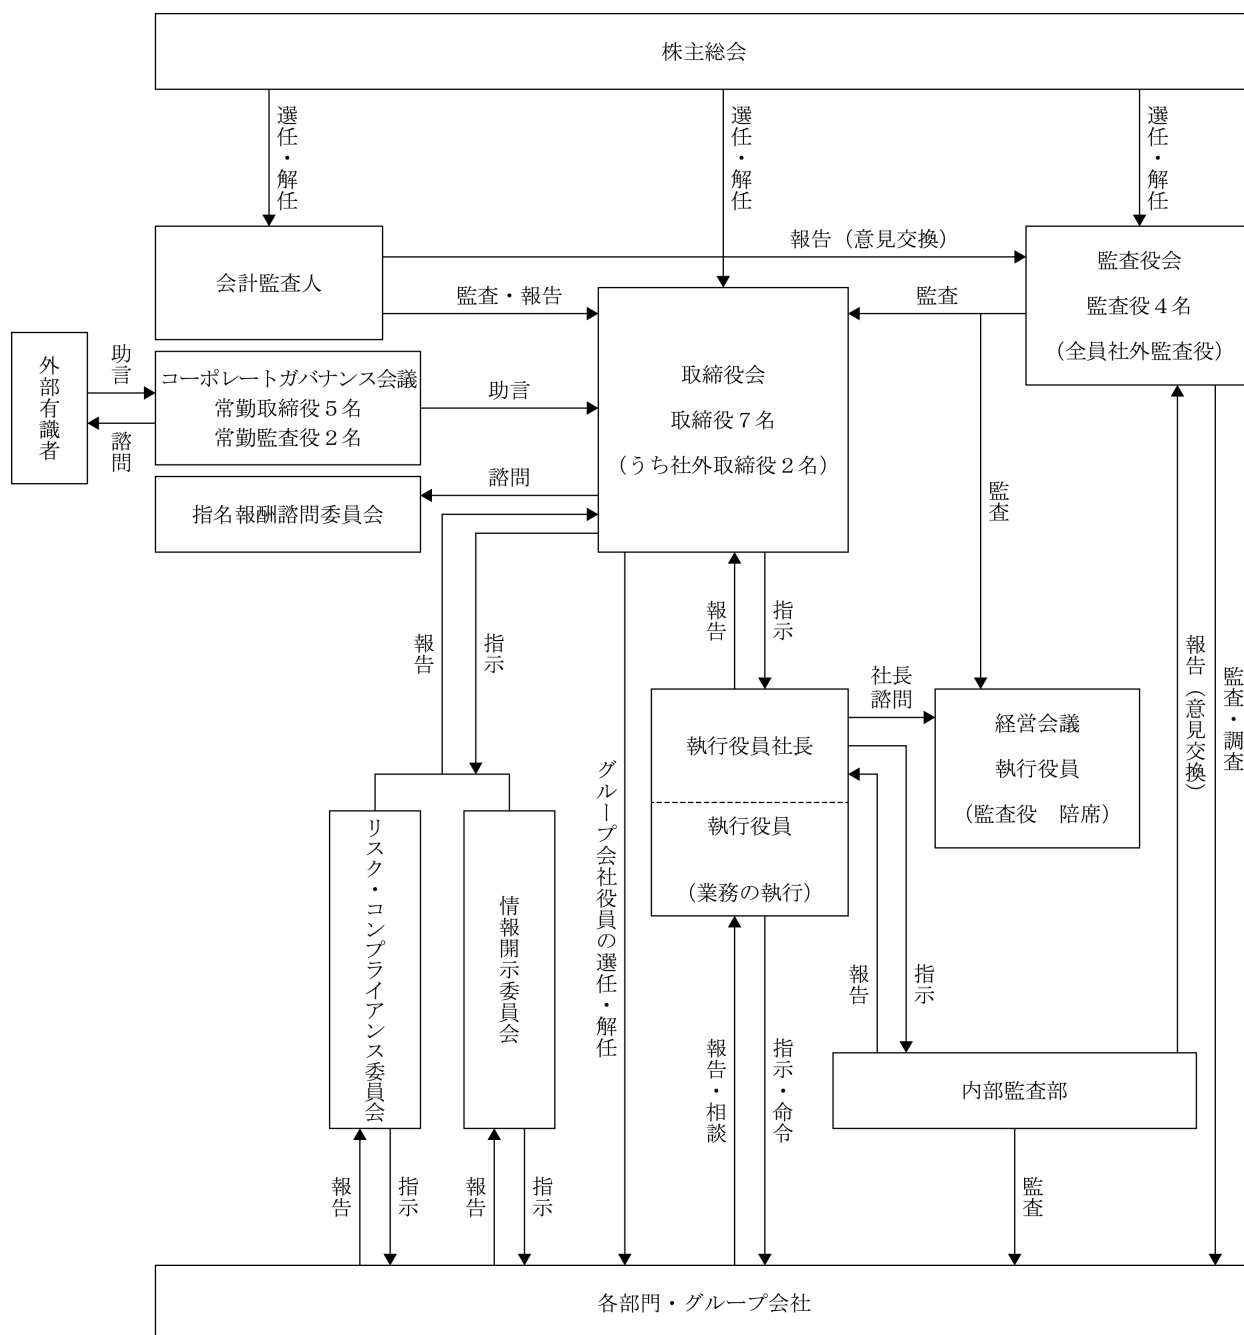 株主総会
選任・解任
選任・解任
選任・解任
会計監査人
報告（意見交換）
監査役会
監査役４名
（全員社外監査役）
監査・報告
監査
外部有識者
助言
諮問
コーポレートガバナンス会議
常勤取締役５名
常勤監査役２名
助言
取締役会
取締役７名
（うち社外取締役２名）
諮問
指名報酬諮問委員会
監査
報告
指示
報告
指示
社長
諮問
執行役員社長
執行役員
（業務の執行）
経営会議
執行役員
（監査役　陪席）
報告（意見交換）
監査・調査
グループ会社役員の選任・解任
リスク・コンプライアンス委員会
情報開示委員会
報告
指示
報告・相談
指示・命令
内部監査部
報告
指示
報告
指示
監査
各部門・グループ会社